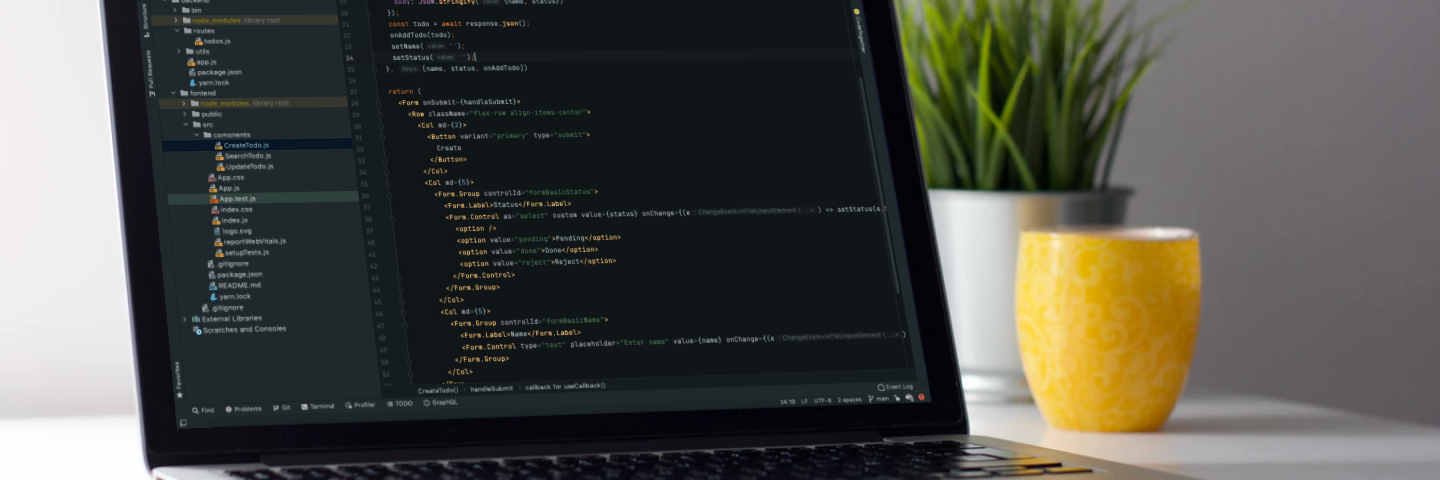 Structure
Pull Requests
Favorites
backend
bin
node_modules library root
routes
todos.js
utils
app.js
package.json
yarn.lock
fontend
node_modules library root
public
src
comonents
CreateTodo.js
SearchTodo.js
UpdateTodo.js
App.css
App.js
App.test.js
index.css
index.js
logo.svg
reportWebVitals.js
setupTests.js
.gitignore
package.json
README.md
yarn.lock
.gitignore
External Libraries
Scratches and Consoles
body: JSON.stringify( value: {name, status})
});
const todo = await response.json();
onAddTodo(todo);
setName( value: '');
setStatus( value: '');
}, deps: [name, status, onAddTodo])
return (
<Form onSubmit={handleSubmit}>
<Row className="flex-row align-items-center">
<Col md={2}>
<Button variant="primary" type="submit">
Create
</Button>
</Col>
<Col md={5}>
<Form.Group controlId="formBasicStatus">
<Form.Label>Status</Form.Label>
<Form.Control as="select" custom value={status} onChange={(e : ChangeEvent<HTMLInputElement> ) => setStatus(e.t
<option />
<option value="pending">Pending</option>
<option value="done">Done</option>
<option value="reject">Reject</option>
</Form.Control>
</Form.Group>
</Col>
<Col md={5}>
<Form.Group controlId="formBasicName">
<Form.Label>Name</Form.Label>
<Form.Control type="text" placeholder="Enter name" value={name} onChange={(e : ChangeEvent<HTMLInputElement> )
</Form.Group>
</Col>
CodeTogether
CreateTodo() handleSubmit callback for useCallback()
Find Problems Git Terminal Profiler TODO GraphQL Event Log
24:19 LF UTF-8 2 spaces main